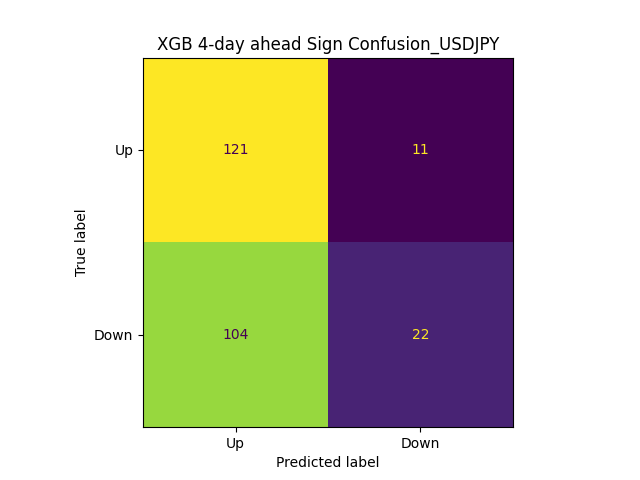 XGB 4-day ahead Sign Confusion_USDJPY
Up
121
11
True label
Down
104
22
Up
Down
Predicted label